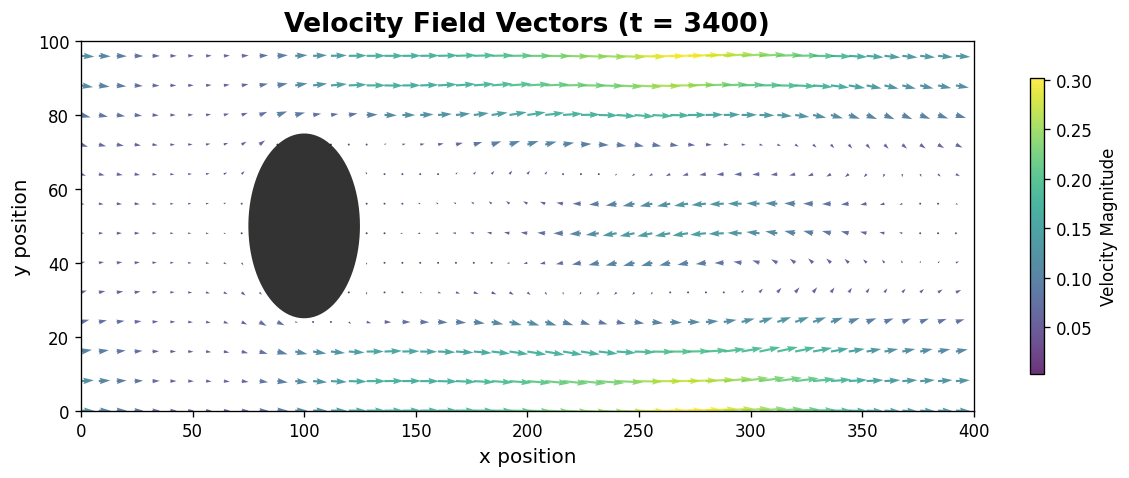 Velocity Field Vectors (t = 3400)
y position
100
80
60
40
20
0
0 50 100 150 200 250 300 350 400
x position
0.30
0.25
0.20
0.15
0.10
0.05
Velocity Magnitude